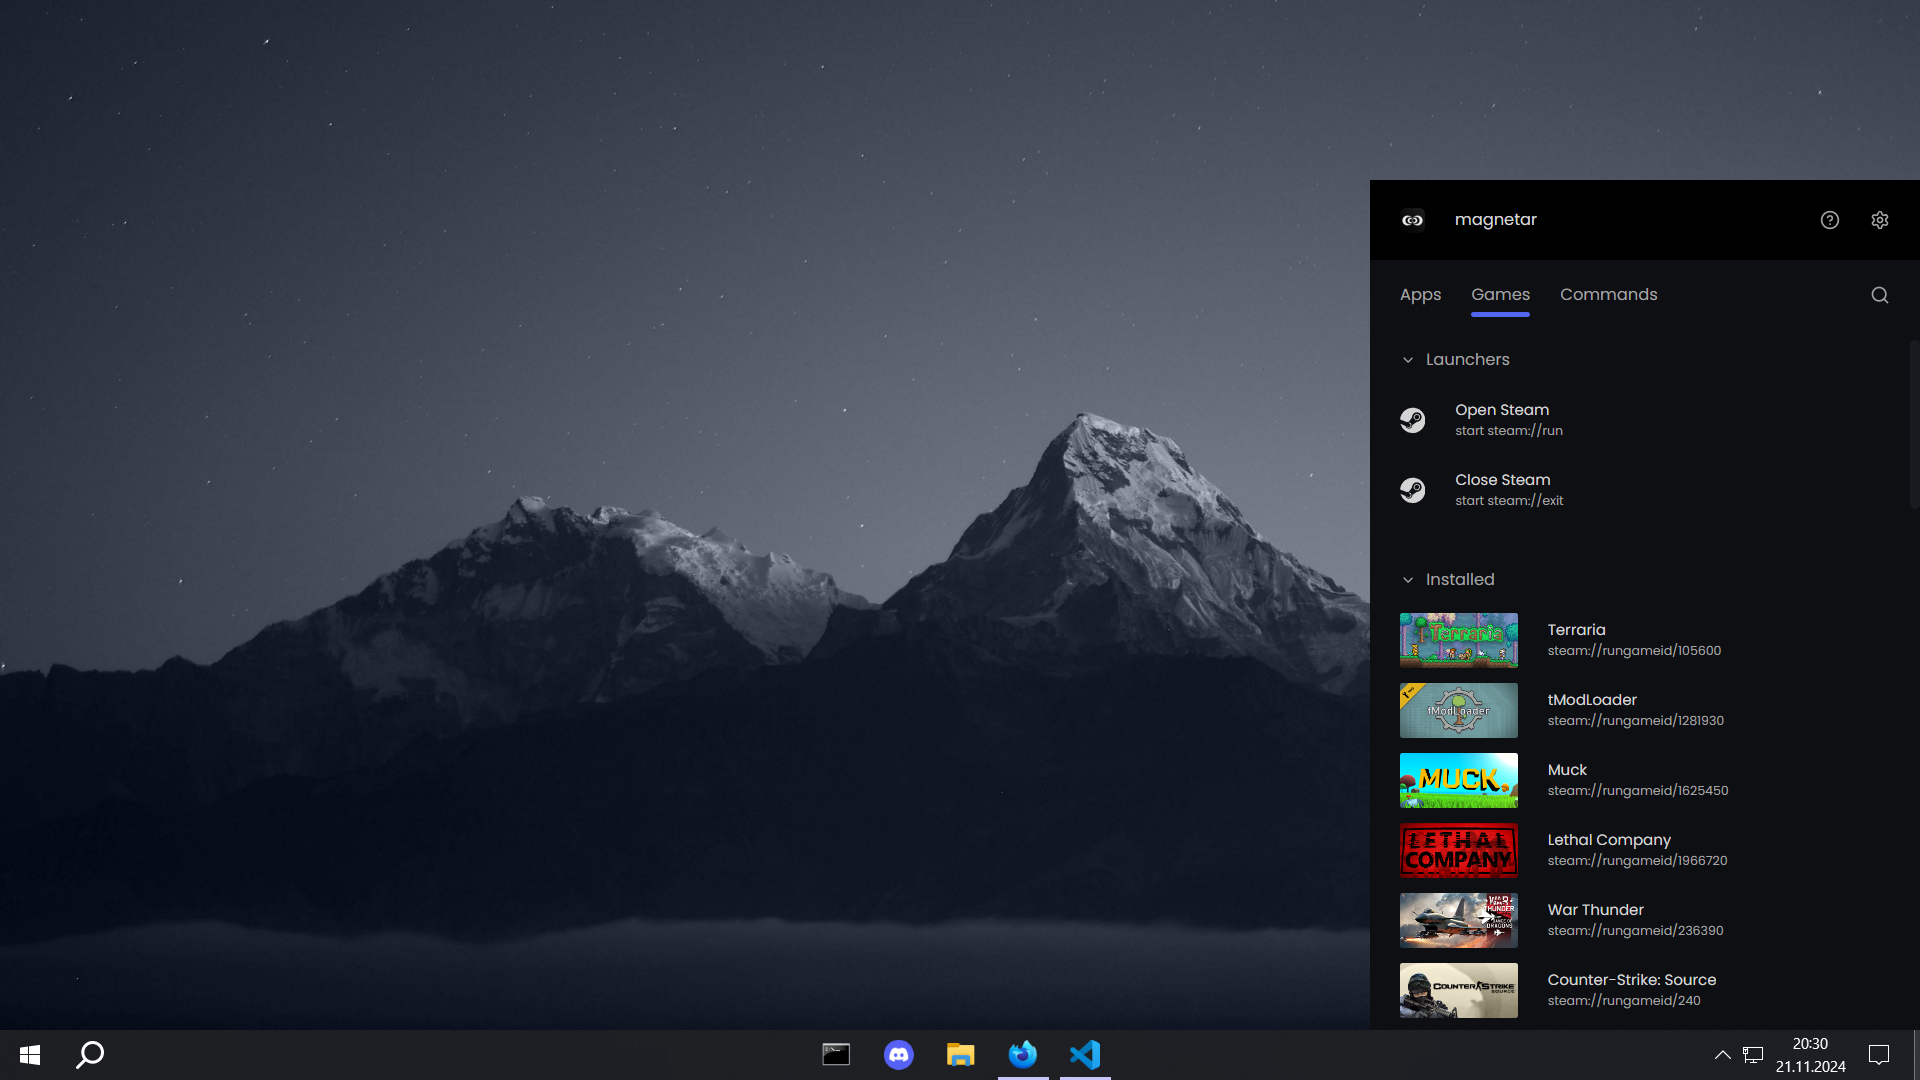 magnetar
Apps Games Commands
Launchers
Open Steam
start steam://run
Close Steam
start steam://exit
Installed
Terraria
Terraria
steam://rungameid/105600
tModLoader
tModLoader
steam://rungameid/1281930
MUCK
Muck
steam://rungameid/1625450
LETHAL
COMPANY
Lethal Company
steam://rungameid/1966720
WAR
THUNDER
DRAGONS
War Thunder
steam://rungameid/236390
COUNTER STRIKE
SOURCE
Counter-Strike: Source
steam://rungameid/240
20:30
21.11.2024